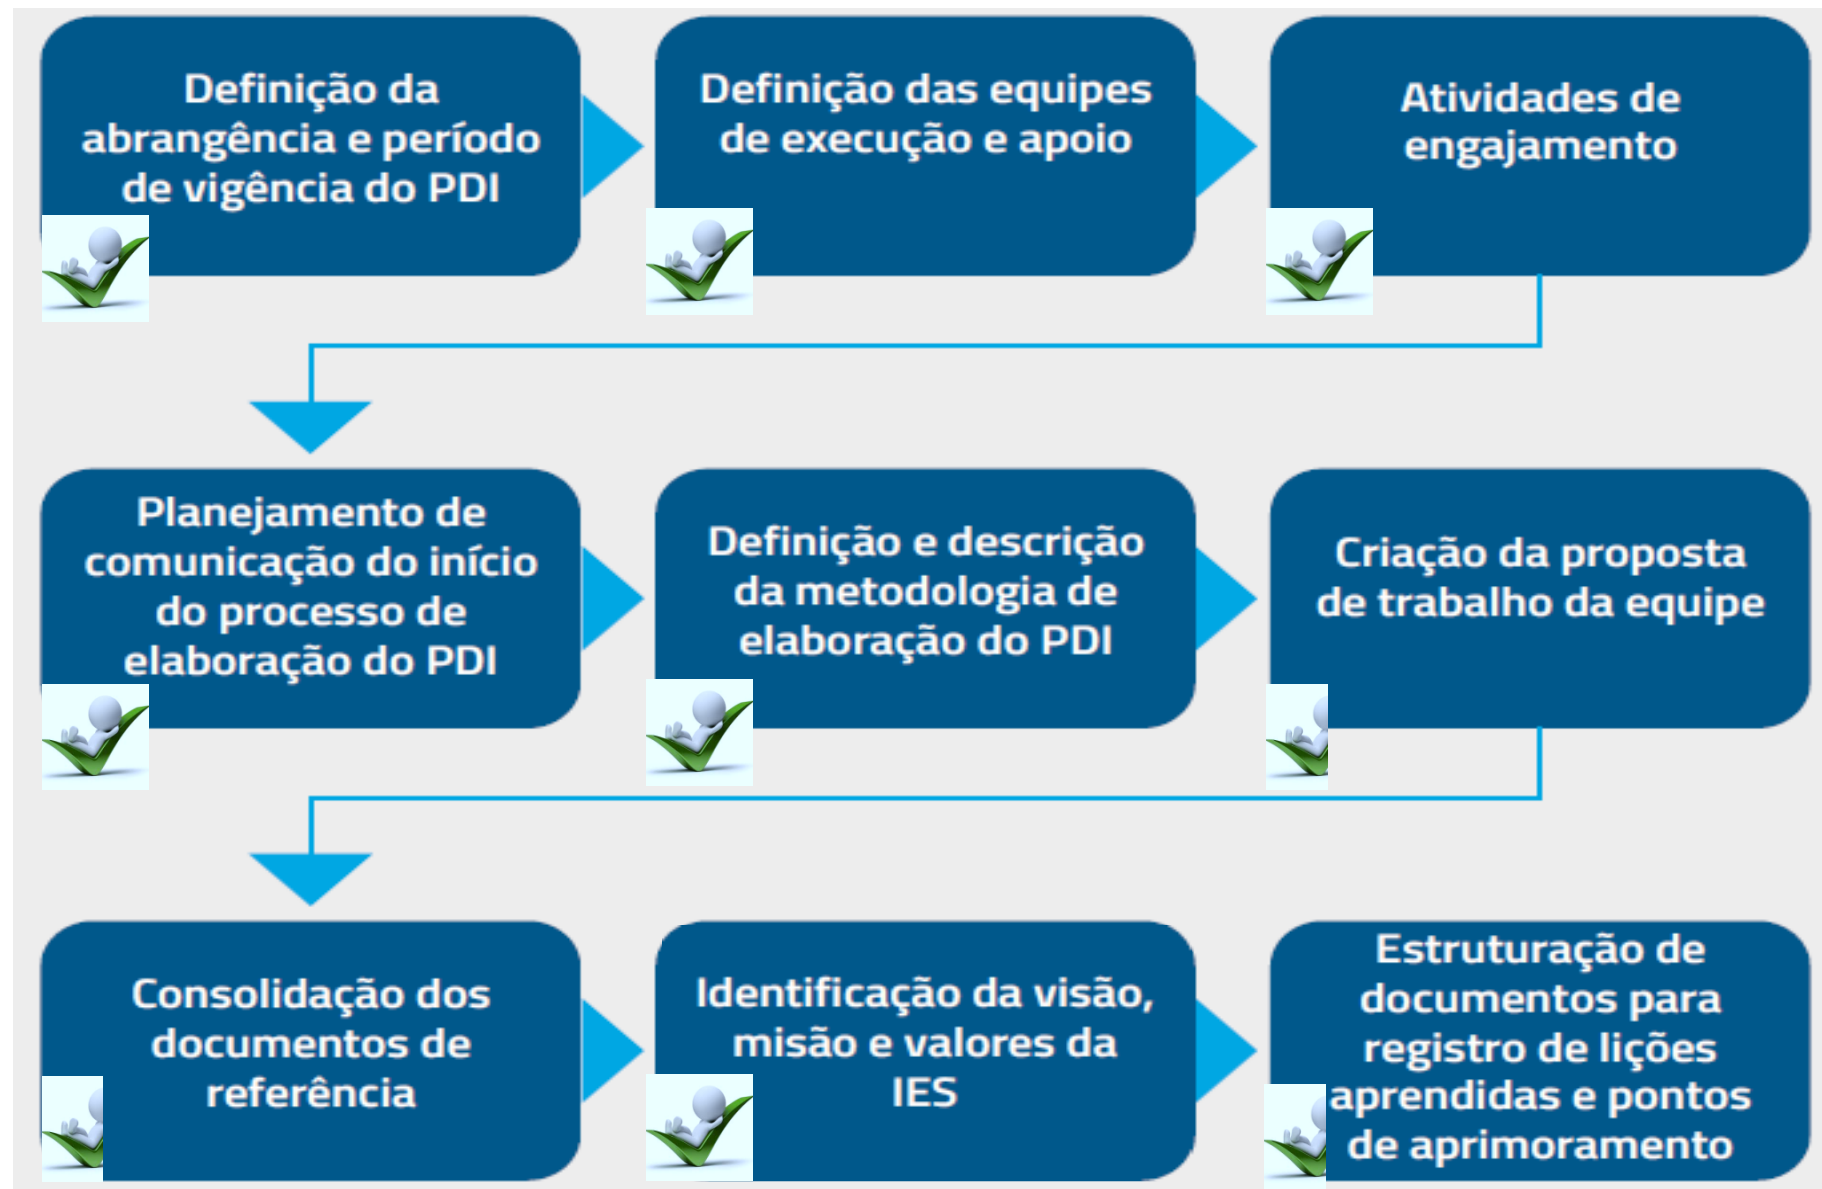 Definição da
abrangência e período
de vigência do PDI
Definição das equipes
de execução e apoio
Atividades de
engajamento
Planejamento de
comunicação do início
do processo de
elaboração do PDI
Definição e descrição
da metodologia de
elaboração do PDI
Criação da proposta
de trabalho da equipe
Consolidação dos
documentos de
referência
Identificação da visão,
misão e valores da
IES
Estruturação de
documentos para
registro de lições
aprendidas e pontos
de aprimoramento